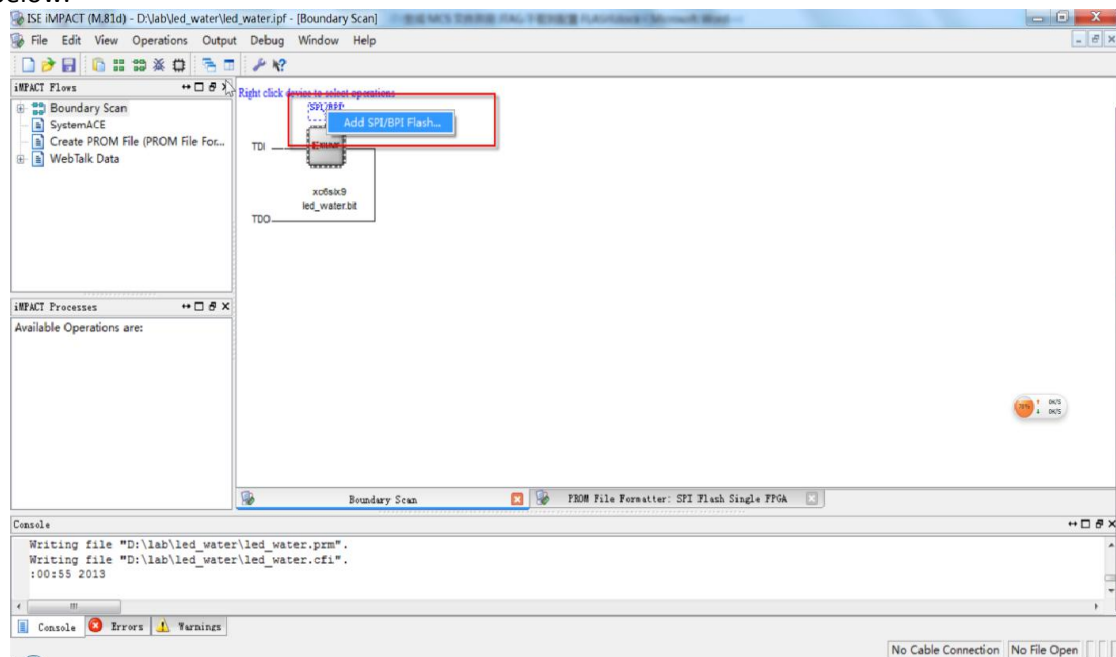 below:
ISE iMPACT (M.81d) - D:\lab\led_water\led_water.ipf - [Boundary Scan]
File Edit View Operations Output Debug Window Help
iMPACT Flows
Boundary Scan
SystemACE
Create PROM File (PROM File For...
WebTalk Data
Right click device to select operations
SPI/BPI
Add SPI/BPI Flash...
TDI
xc6slx9
led_water.bit
TDO
iMPACT Processes
Available Operations are:
0K/S
0K/S
Boundary Scan
PROM File Formatter: SPI Flash Single FPGA
Console
Writing file "D:\lab\led_water\led_water.prm".
Writing file "D:\lab\led_water\led_water.cfi".
:00:55 2013
Console Errors Warnings
No Cable Connection No File Open